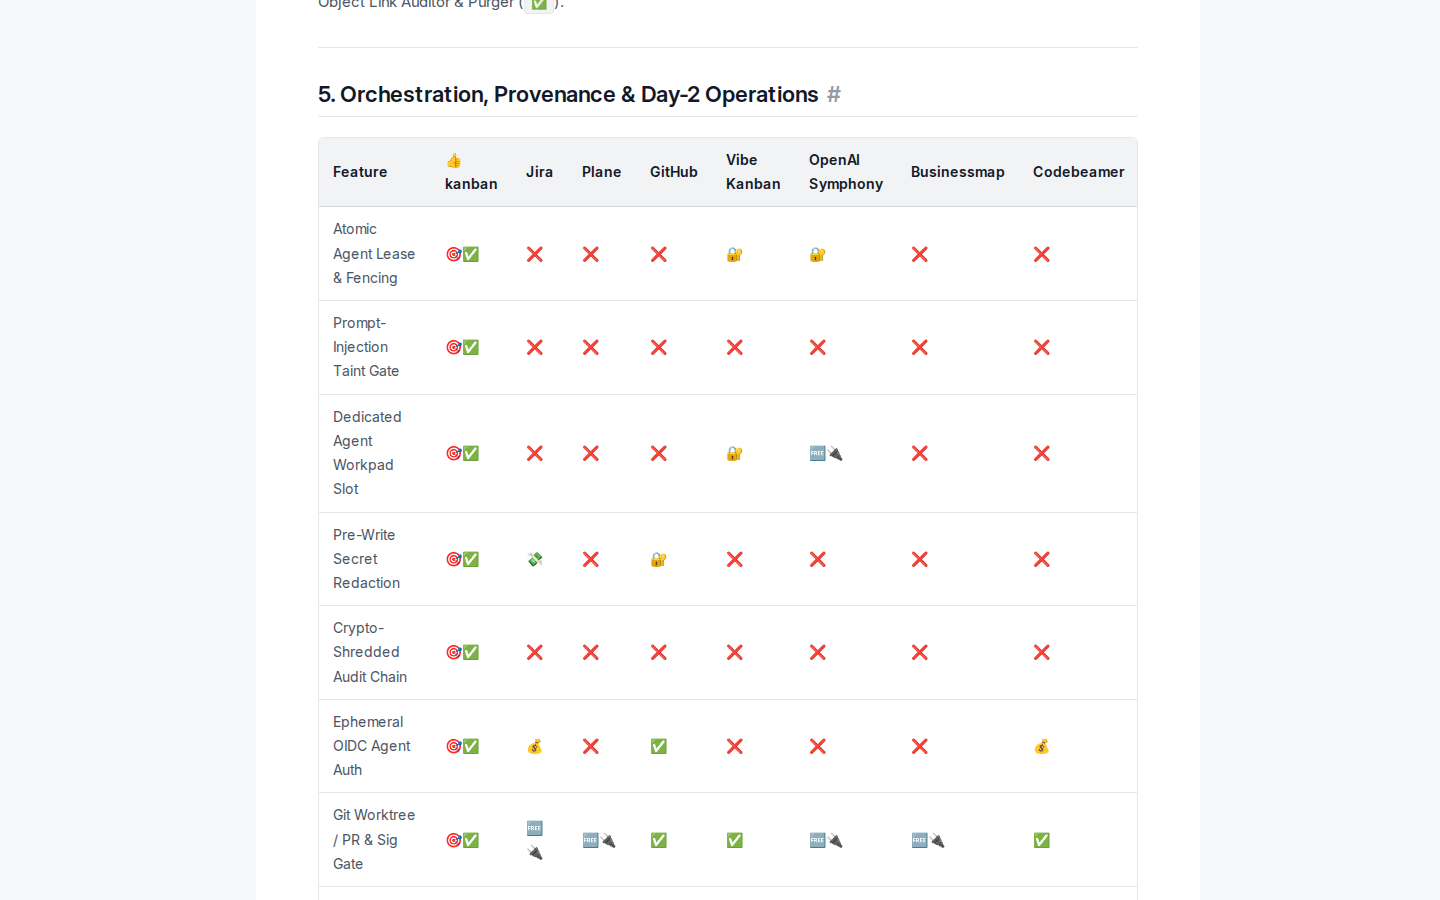 Object Link Auditor & Purger (✅).
5. Orchestration, Provenance & Day-2 Operations #
Feature
👍
kanban
Jira
Plane
GitHub
Vibe
Kanban
OpenAI
Symphony
Businessmap
Codebeamer
Atomic
Agent Lease
& Fencing
🎯✅ ❌ ❌ ❌ 🔐 🔐 ❌ ❌
Prompt-
Injection
Taint Gate
🎯✅ ❌ ❌ ❌ ❌ ❌ ❌ ❌
Dedicated
Agent
Workpad
Slot
🎯✅ ❌ ❌ ❌ 🔐 🆓🔌 ❌ ❌
Pre-Write
Secret
Redaction
🎯✅ 💸 ❌ 🔐 ❌ ❌ ❌ ❌
Crypto-
Shredded
Audit Chain
🎯✅ ❌ ❌ ❌ ❌ ❌ ❌ ❌
Ephemeral
OIDC Agent
Auth
🎯✅ 💰 ❌ ✅ ❌ ❌ ❌ 💰
Git Worktree
/ PR & Sig
Gate
🎯✅ 🆓🔌 🆓🔌 ✅ ✅ 🆓🔌 🆓🔌 ✅